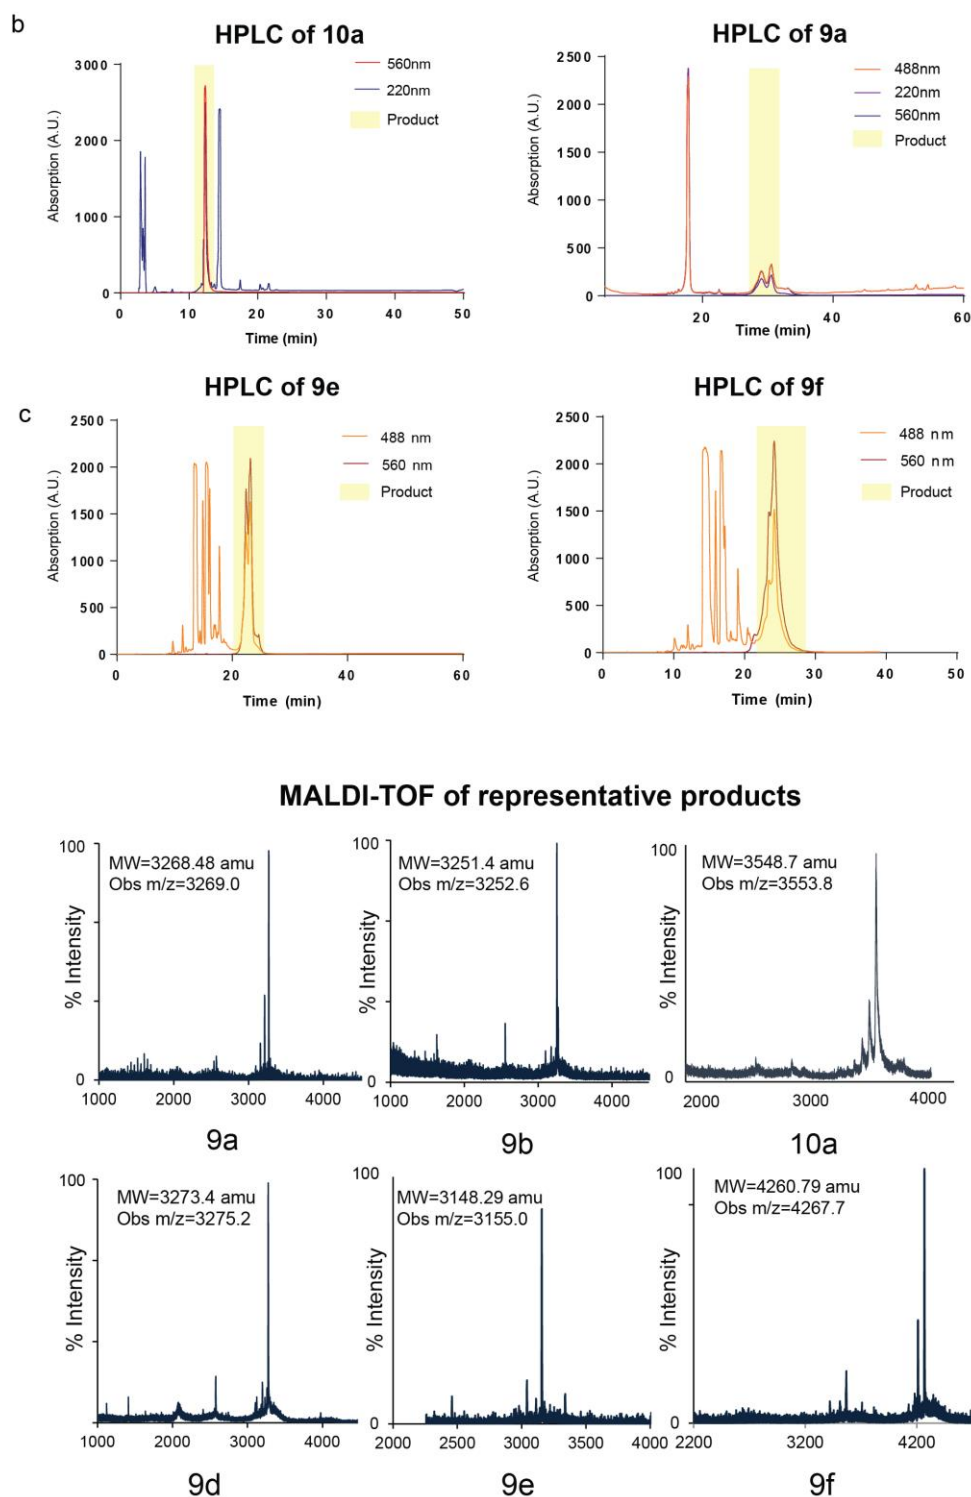 b
HPLC of 10a
3000
2000
1000
0
Absorption (A.U.)
560nm
220nm
Product
0 10 20 30 40 50
Time (min)
HPLC of 9a
2500
2000
1500
1000
500
0
Absorption (A.U.)
488nm
220nm
560nm
Product
20 40 60
Time (min)
c
HPLC of 9e
2500
2000
1500
1000
500
0
Absorption (A.U.)
488 nm
560 nm
Product
0 20 40 60
Time (min)
HPLC of 9f
2500
2000
1500
1000
500
0
Absorption (A.U.)
488 nm
560 nm
Product
0 10 20 30 40 50
Time (min)
MALDI-TOF of representative products
100
0
% Intensity
MW=3268.48 amu
Obs m/z=3269.0
1000 2000 3000 4000
9a
100
0
% Intensity
MW=3251.4 amu
Obs m/z=3252.6
1000 2000 3000 4000
9b
100
0
% Intensity
MW=3548.7 amu
Obs m/z=3553.8
2000 3000 4000
10a
100
0
% Intensity
MW=3273.4 amu
Obs m/z=3275.2
1000 2000 3000 4000
9d
100
0
% Intensity
MW=3148.29 amu
Obs m/z=3155.0
2000 2500 3000 3500 4000
9e
100
0
% Intensity
MW=4260.79 amu
Obs m/z=4267.7
2200 3200 4200
9f